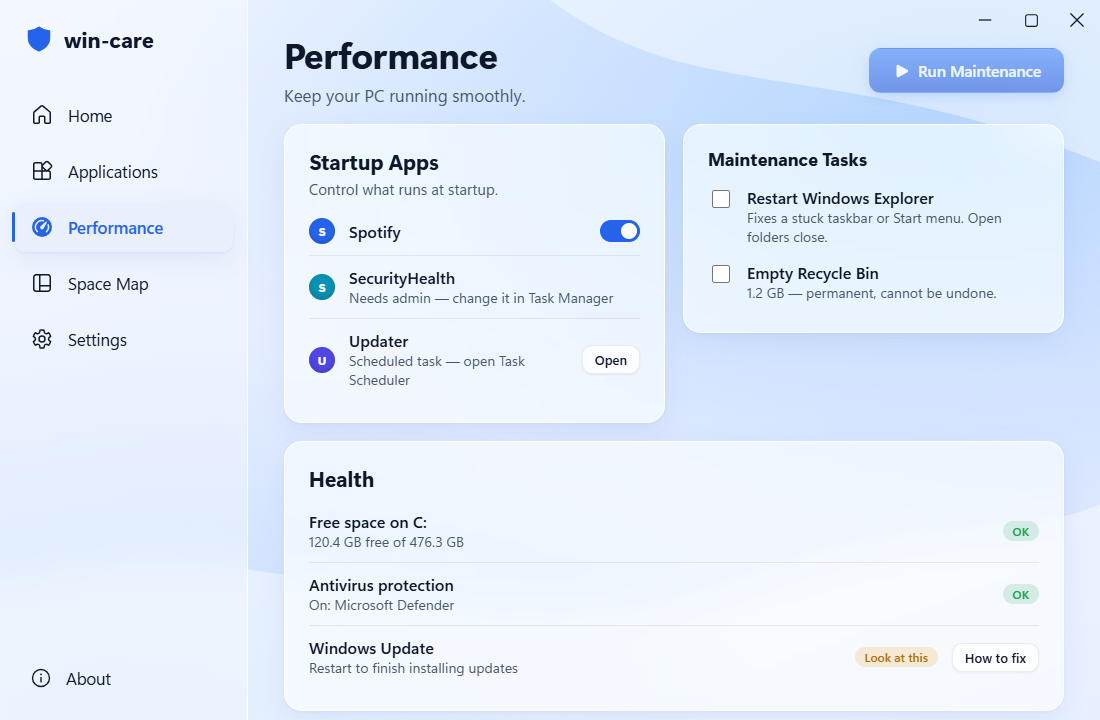 win-care
Home
Applications
Performance
Space Map
Settings
About
Performance
Keep your PC running smoothly.
Run Maintenance
Startup Apps
Control what runs at startup.
S Spotify
S SecurityHealth
Needs admin — change it in Task Manager
U Updater
Scheduled task — open Task
Scheduler
Open
Maintenance Tasks
Restart Windows Explorer
Fixes a stuck taskbar or Start menu. Open
folders close.
Empty Recycle Bin
1.2 GB — permanent, cannot be undone.
Health
Free space on C:
120.4 GB free of 476.3 GB
OK
Antivirus protection
On: Microsoft Defender
OK
Windows Update
Restart to finish installing updates
Look at this
How to fix